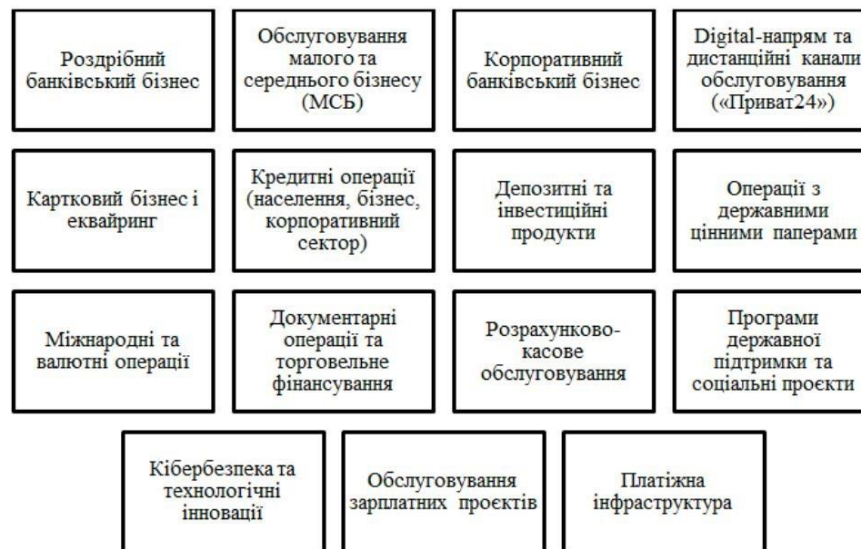 Роздрібний
банківський бізнес
Обслуговування
малого та
середнього бізнесу
(МСБ)
Корпоративний
банківський бізнес
Digital-напрям та
дистанційні канали
обслуговування
(«Приват24»)
Картковий бізнес і
еквайринг
Кредитні операції
(населення, бізнес,
корпоративний
сектор)
Депозитні та
інвестиційні
продукти
Операції з
державними
цінними паперами
Міжнародні та
валютні операції
Документарні
операції та
торговельне
фінансування
Розрахунково-
касове
обслуговування
Програми
державної
підтримки та
соціальні проєкти
Кібербезпека та
технологічні
інновації
Обслуговування
зарплатних проєктів
Платіжна
інфраструктура